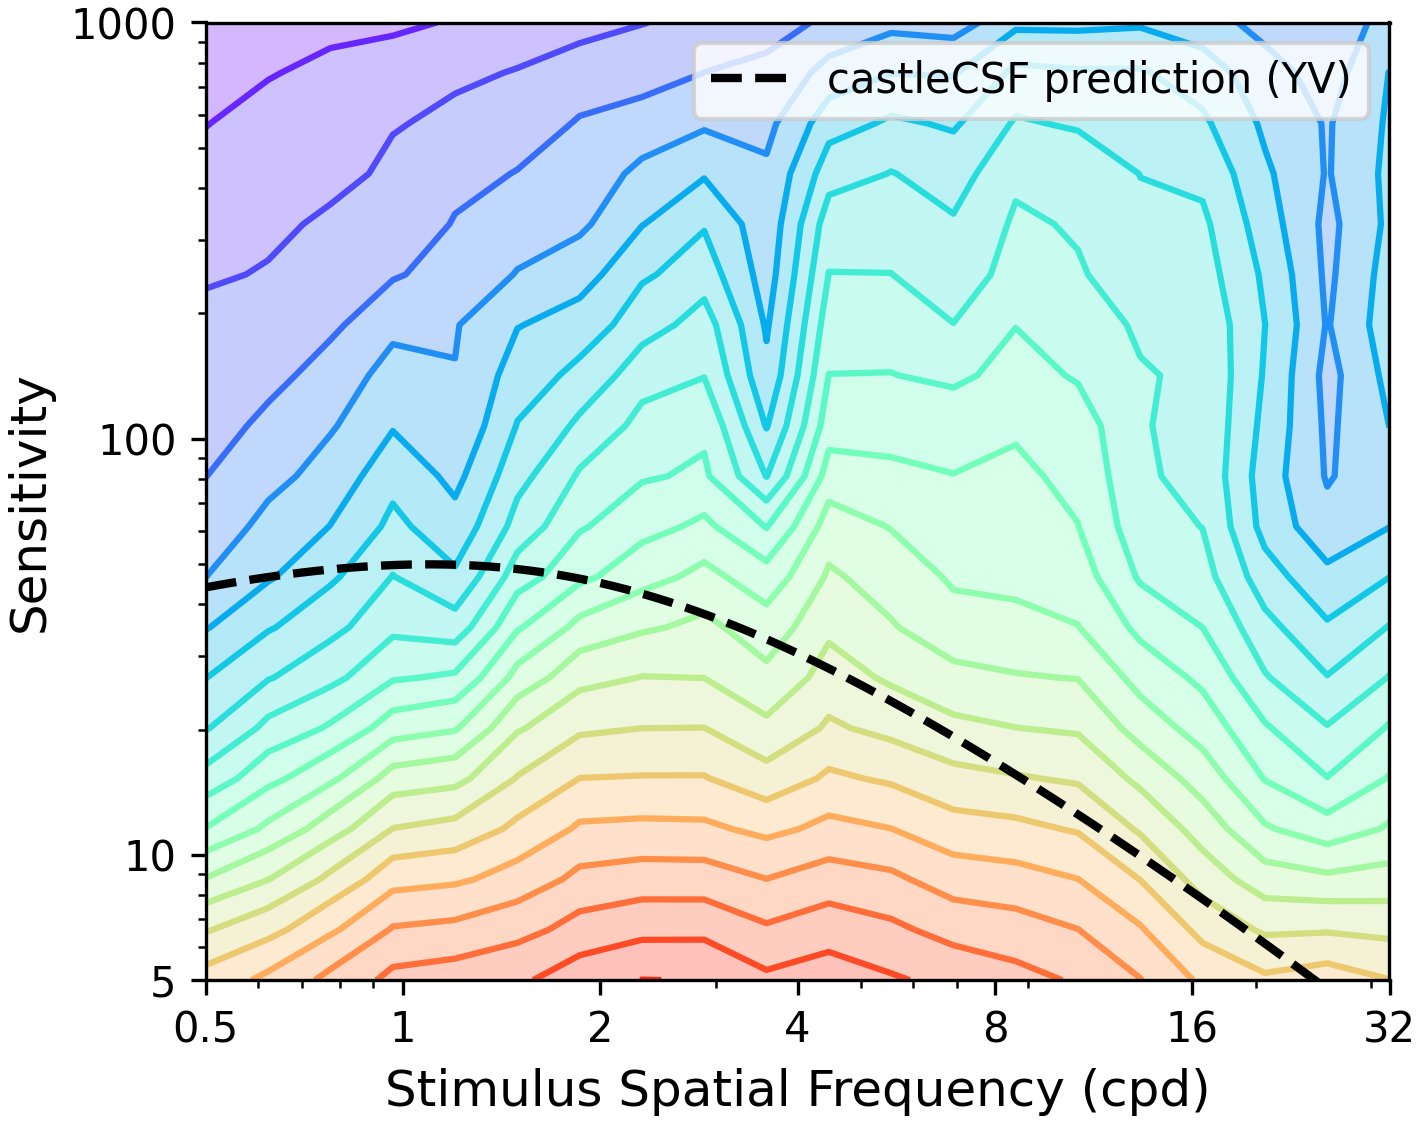 castleCSF prediction (YV)
Sensitivity
1000
100
10
5
0.5 1 2 4 8 16 32
Stimulus Spatial Frequency (cpd)